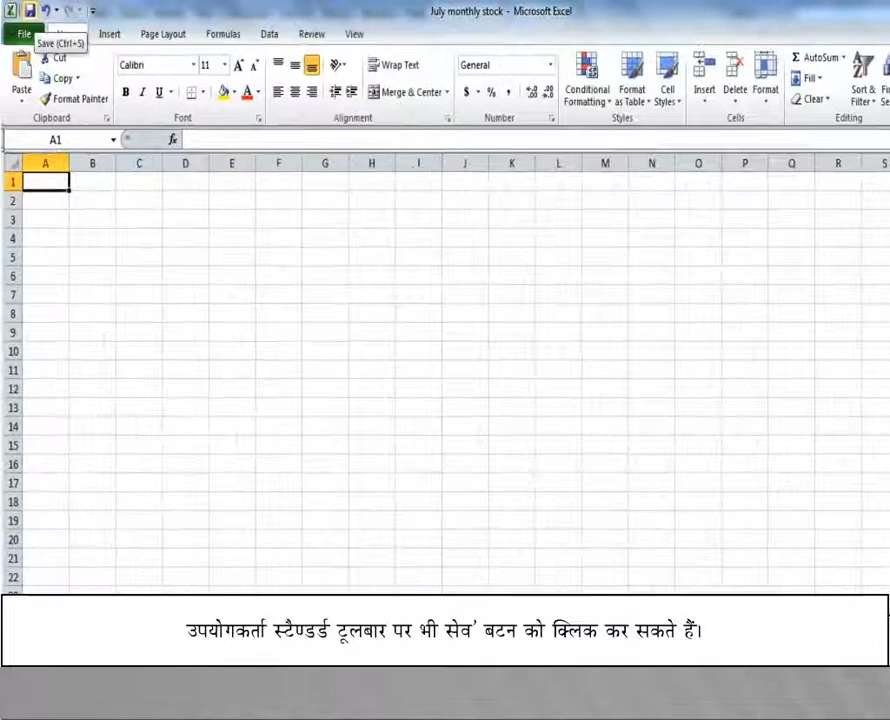 July monthly stock - Microsoft Excel
File Insert Page Layout Formulas Data Review View
Save (Ctrl+S)
Cut
Copy
Format Painter
Paste
Clipboard
Calibri 11
B I U
Font
Wrap Text
Merge & Center
Alignment
General
$ % ,
Number
Conditional Formatting
Format as Table
Cell Styles
Styles
Insert Delete Format
Cells
Σ AutoSum
Fill
Clear
Sort & Filter
Editing
A1 fx
A B C D E F G H I J K L M N O P Q R S
1
2
3
4
5
6
7
8
9
10
11
12
13
14
15
16
17
18
19
20
21
22
उपयोगकर्ता स्टैण्डर्ड टूलबार पर भी सेव' बटन को क्लिक कर सकते हैं।